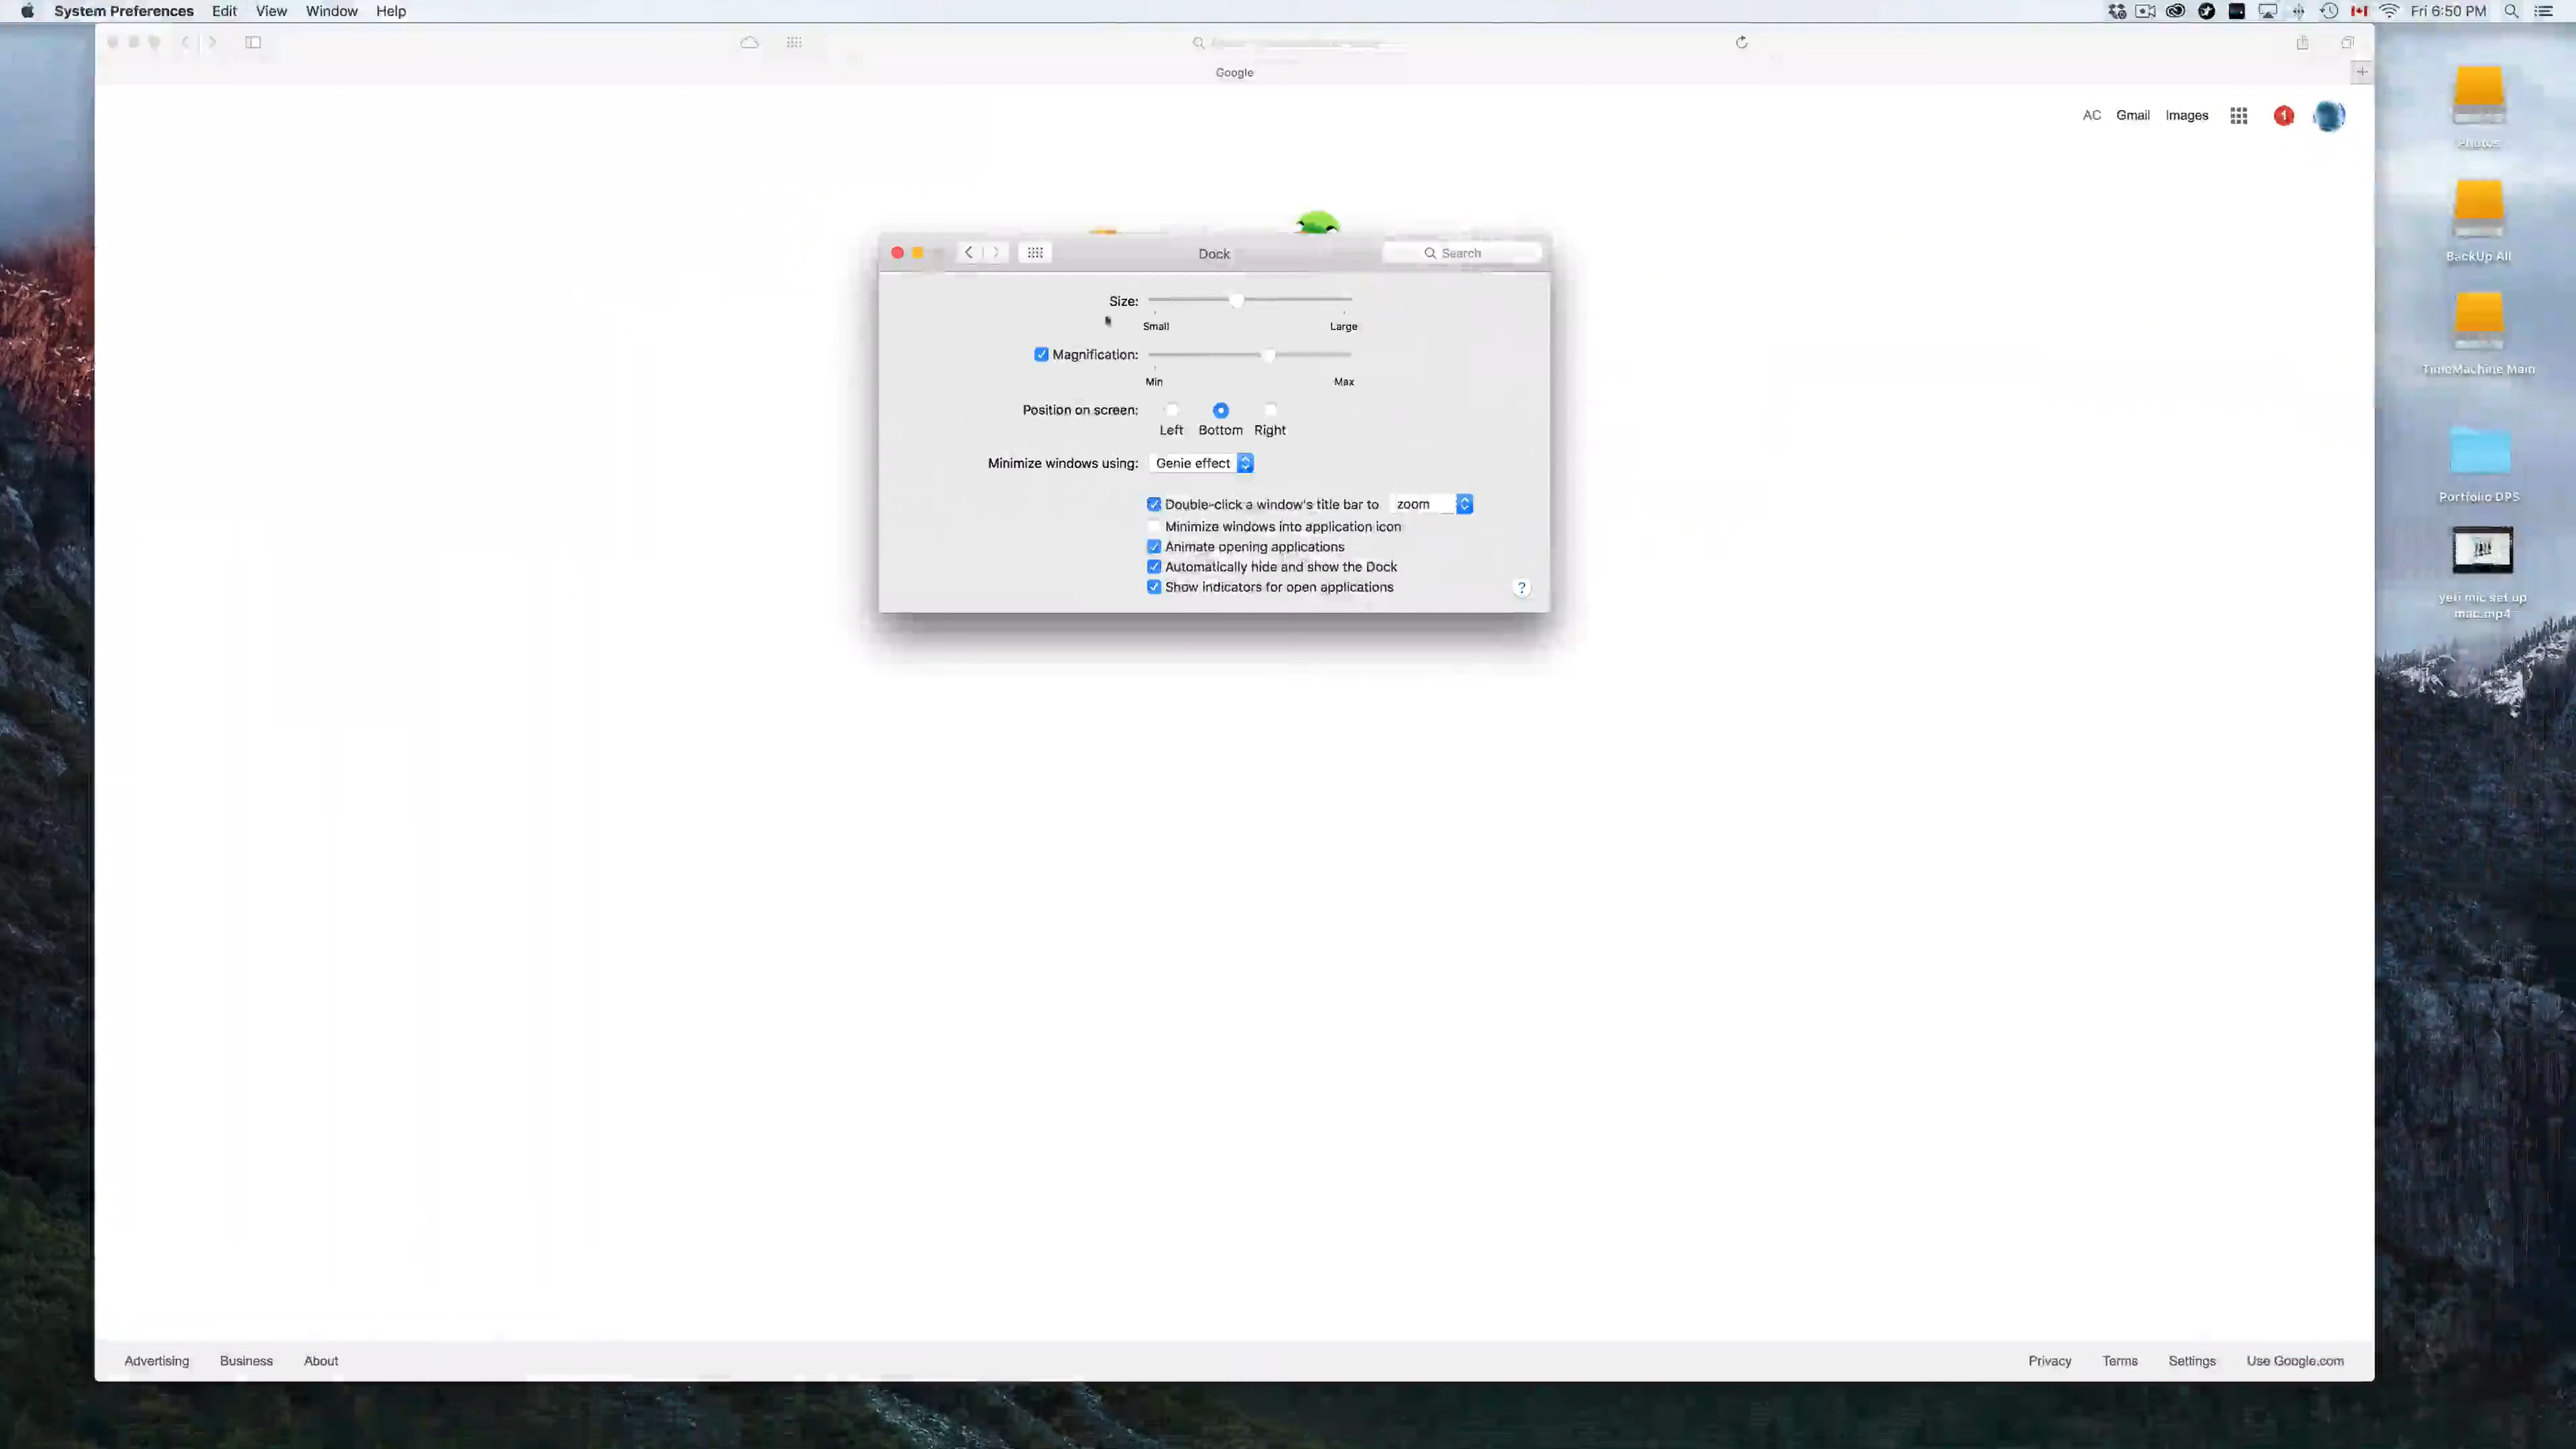 System Preferences Edit View Window Help
Fri 6:50 PM
Google
AC Gmail Images 1
Photos
BackUp All
TimeMachine Main
Portfolio DPS
yeti mic set up
mac.mp4
Dock
Search
Size:
Small Large
Magnification:
Min Max
Position on screen:
Left Bottom Right
Minimize windows using: Genie effect
Double-click a window's title bar to zoom
Minimize windows into application icon
Animate opening applications
Automatically hide and show the Dock
Show indicators for open applications
?
Advertising Business About
Privacy Terms Settings Use Google.com